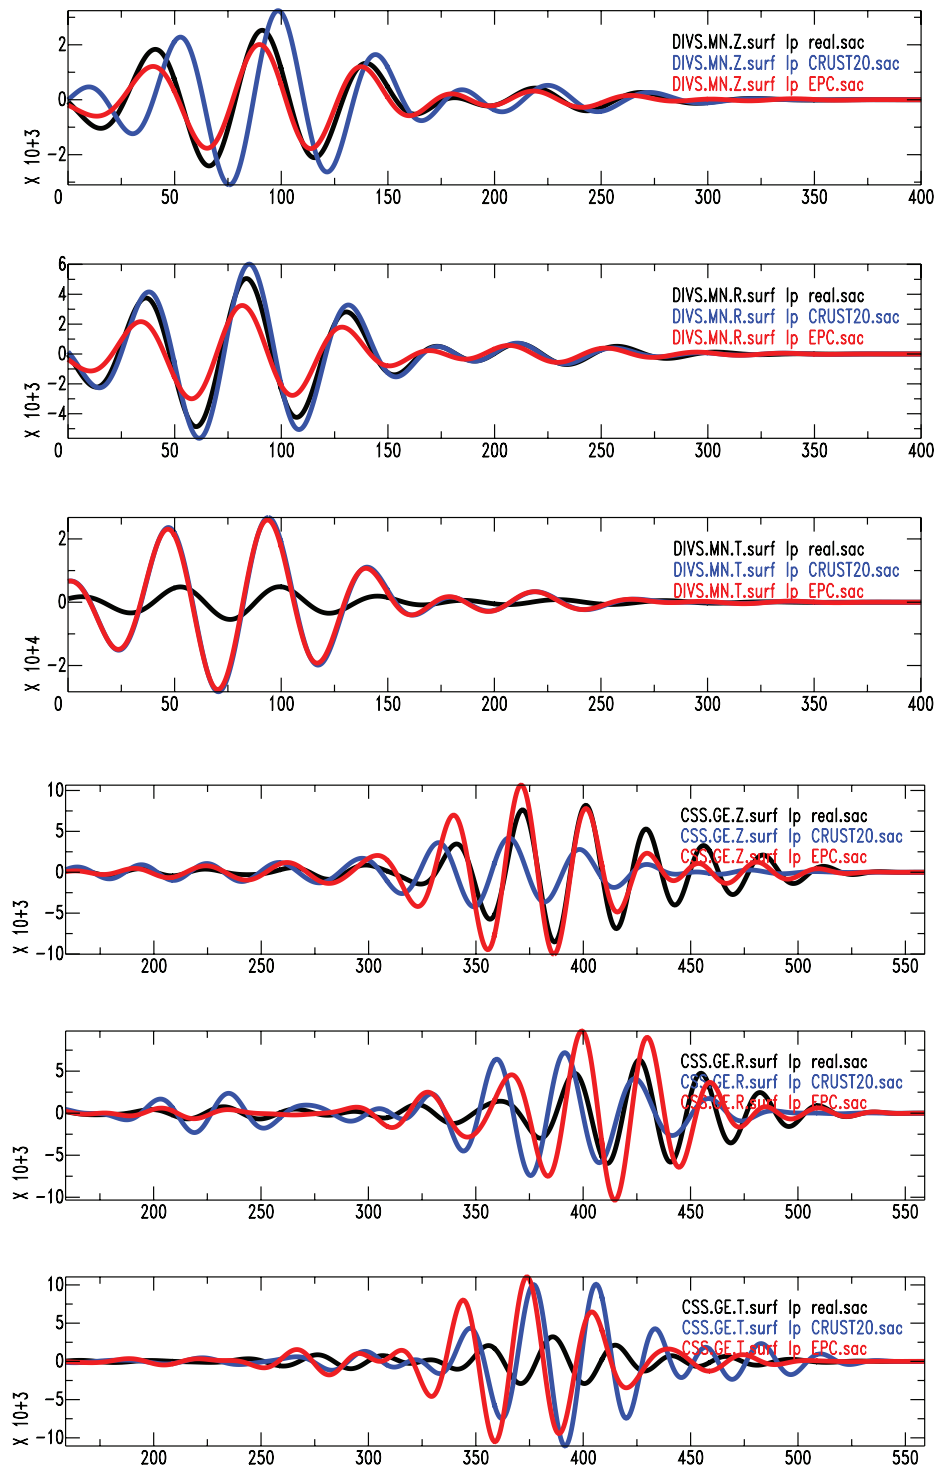 2
0
-2
X 10+3
DIVS.MN.Z.surf lp real.sac
DIVS.MN.Z.surf lp CRUST20.sac
DIVS.MN.Z.surf lp EPC.sac
0 50 100 150 200 250 300 350 400
6
4
2
0
-2
-4
X 10+3
DIVS.MN.R.surf lp real.sac
DIVS.MN.R.surf lp CRUST20.sac
DIVS.MN.R.surf lp EPC.sac
0 50 100 150 200 250 300 350 400
2
0
-2
X 10+4
DIVS.MN.T.surf lp real.sac
DIVS.MN.T.surf lp CRUST20.sac
DIVS.MN.T.surf lp EPC.sac
0 50 100 150 200 250 300 350 400
10
5
0
-5
-10
X 10+3
CSS.GE.Z.surf lp real.sac
CSS.GE.Z.surf lp CRUST20.sac
CSS.GE.Z.surf lp EPC.sac
200 250 300 350 400 450 500 550
5
0
-5
-10
X 10+3
CSS.GE.R.surf lp real.sac
CSS.GE.R.surf lp CRUST20.sac
CSS.GE.R.surf lp EPC.sac
200 250 300 350 400 450 500 550
10
5
0
-5
-10
X 10+3
CSS.GE.T.surf lp real.sac
CSS.GE.T.surf lp CRUST20.sac
CSS.GE.T.surf lp EPC.sac
200 250 300 350 400 450 500 550